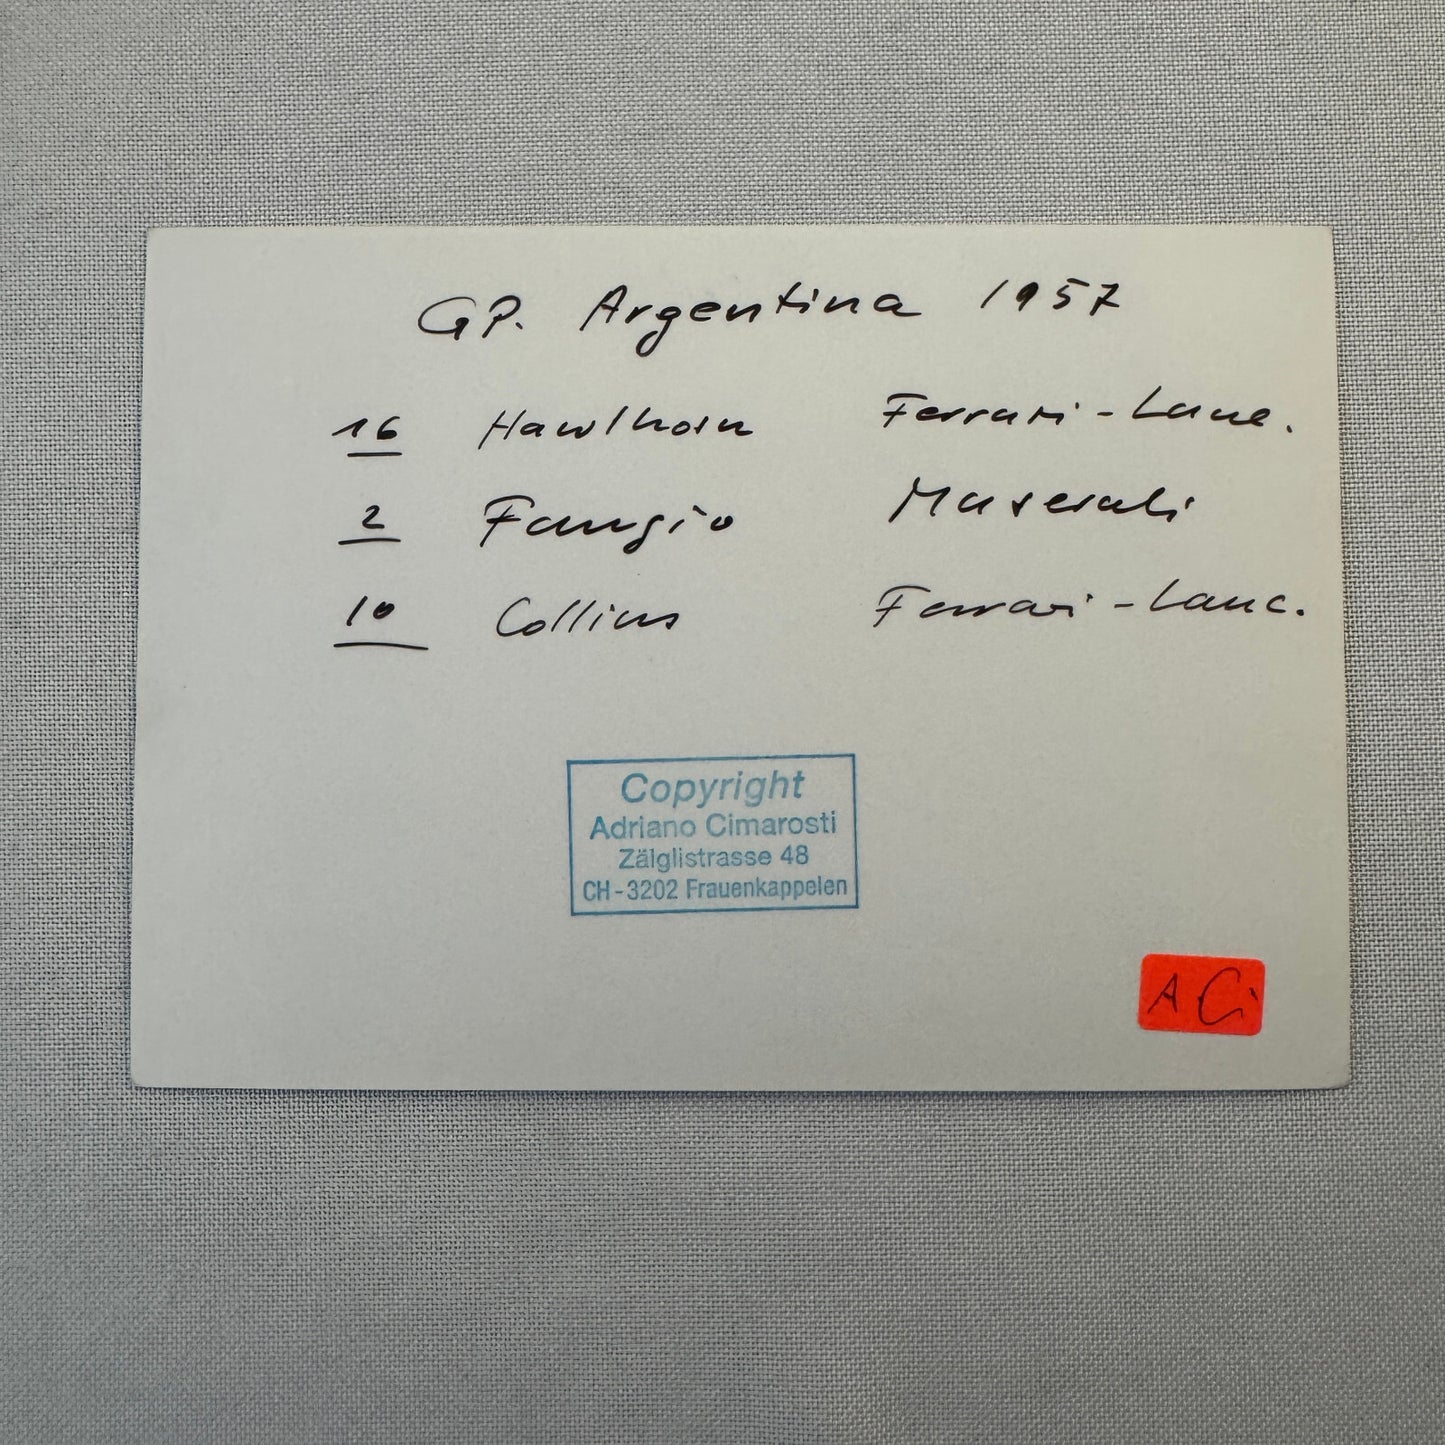 GP. Argentina 1957
16 Hawthorn Ferrari-Lanc.
2 Fangio Maserati
10 Collins Ferrari-Lanc.
Copyright
Adriano Cimarosti
Zälglistrasse 48
CH-3202 Frauenkappelen
A Ci